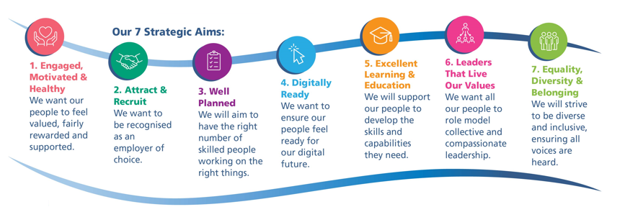 Our 7 Strategic Aims:
1. Engaged,
Motivated &
Healthy
We want our
people to feel
valued, fairly
rewarded and
supported.
2. Attract &
Recruit
We want to
be recognised
as an
employer of
choice.
3. Well
Planned
We will aim to
have the right
number of
skilled people
working on the
right things.
4. Digitally
Ready
We want to
ensure our
people feel
ready for
our digital
future.
5. Excellent
Learning &
Education
We will support
our people to
develop the
skills and
capabilities
they need.
6. Leaders
That Live
Our Values
We want all
our people to
role model
collective and
compassionate
leadership.
7. Equality,
Diversity &
Belonging
We will strive
to be diverse
and inclusive,
ensuring all
voices are
heard.